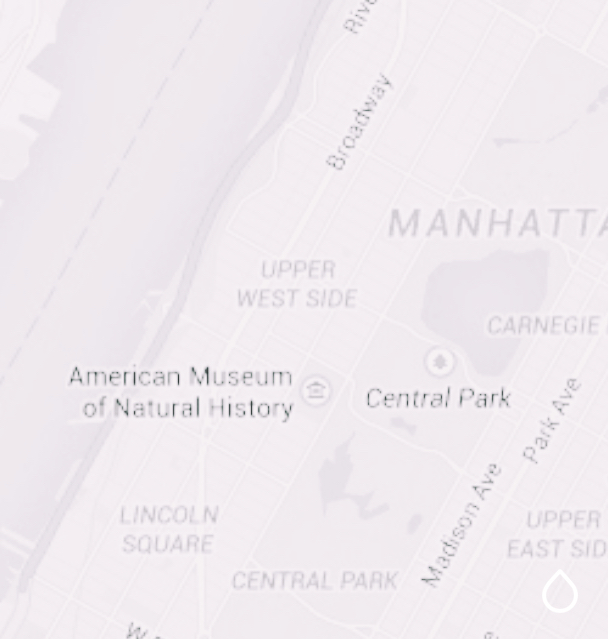 Rive
Broadway
MANHATTA
UPPER
WEST SIDE
CARNEGIE
American Museum
of Natural History
Central Park
Park Ave
Madison Ave
LINCOLN
SQUARE
UPPER
EAST SID
CENTRAL PARK
W